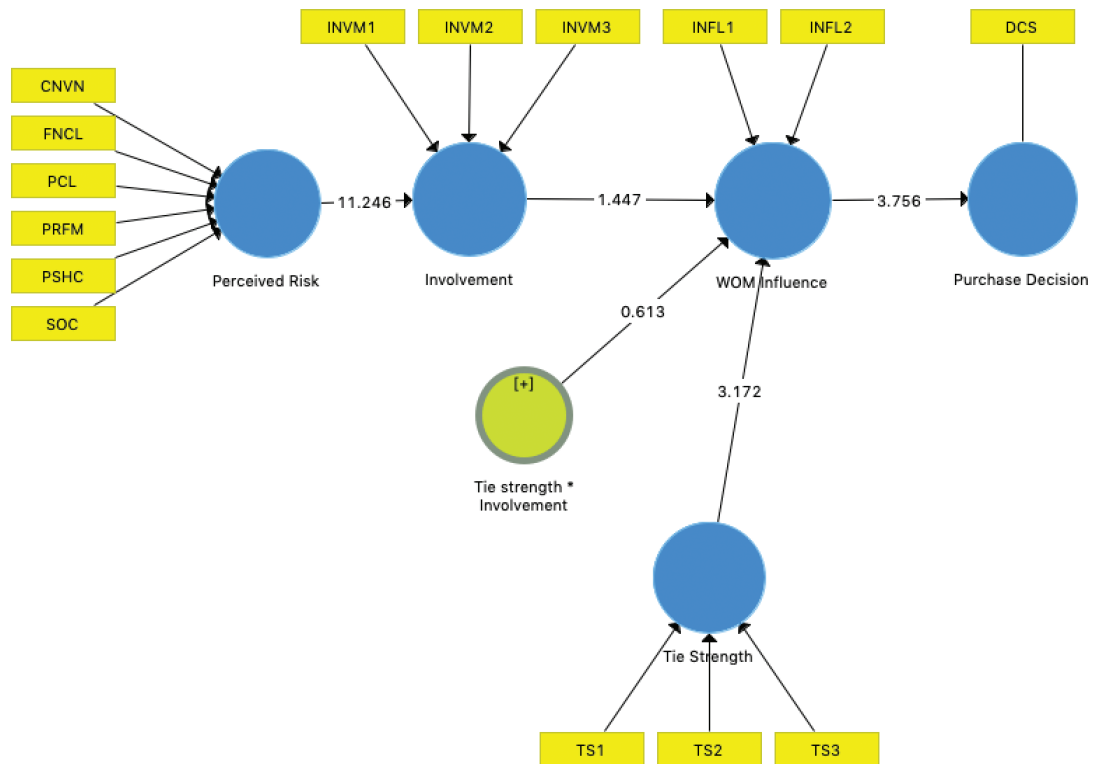 INVM1
INVM2
INVM3
INFL1
INFL2
DCS
CNVN
FNCL
PCL
PRFM
PSHC
SOC
11.246
1.447
3.756
Perceived Risk
Involvement
WOM Influence
Purchase Decision
0.613
[+]
3.172
Tie strength *
Involvement
Tie Strength
TS1
TS2
TS3